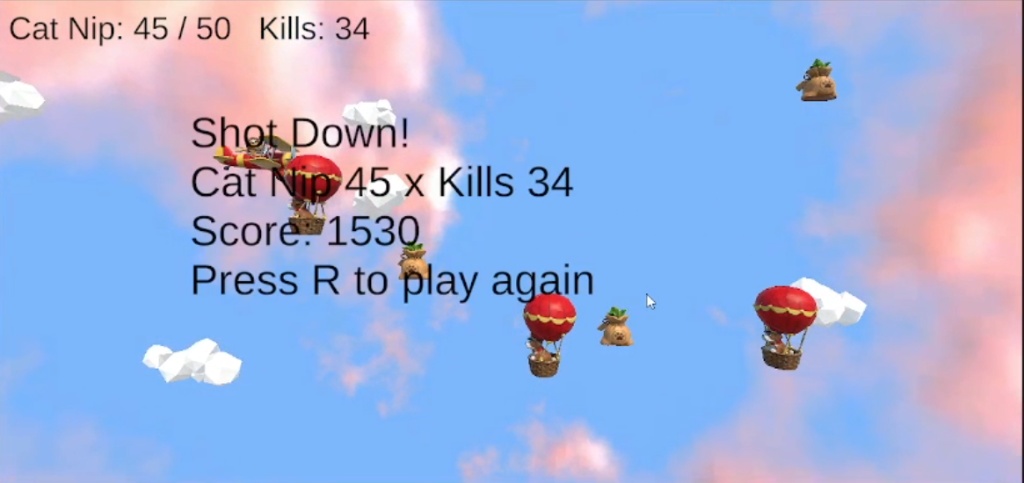 Cat Nip: 45 / 50 Kills: 34
Shot Down!
Cat Nip 45 x Kills 34
Score: 1530
Press R to play again